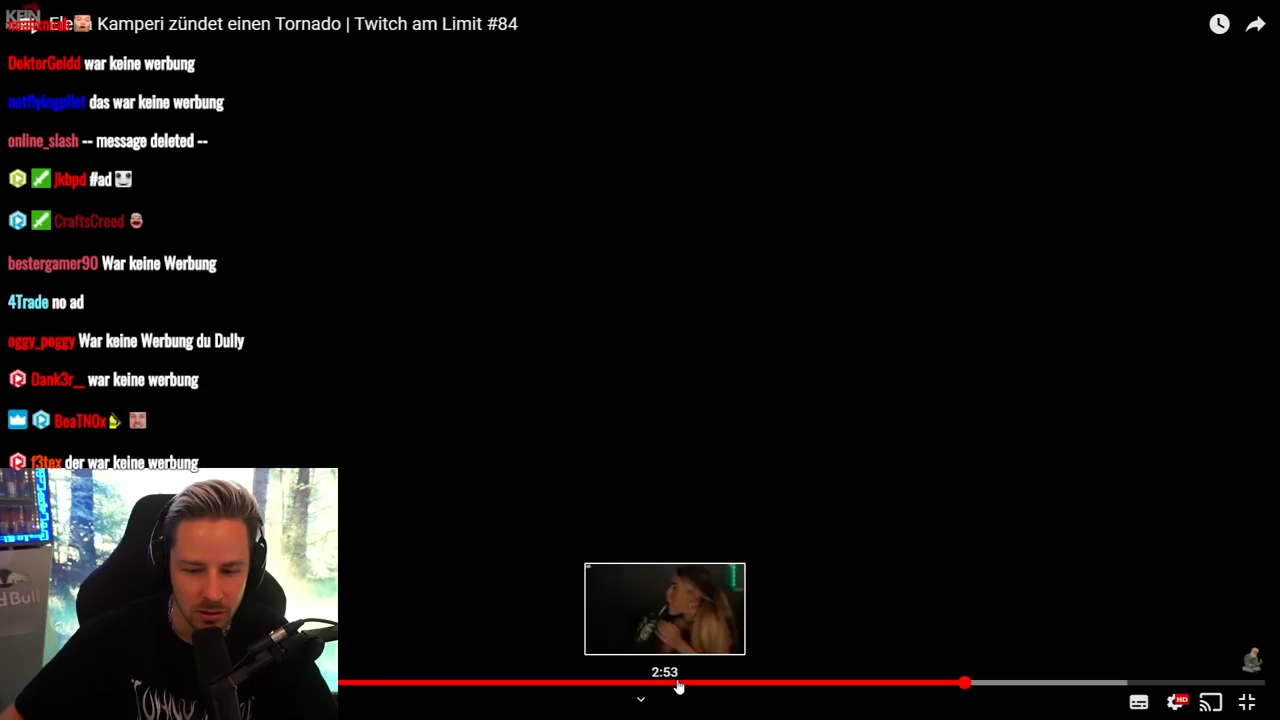 Kamperi zündet einen Tornado | Twitch am Limit #84
DoktorGeldd war keine werbung
notflyingpilot das war keine werbung
online_slash -- message deleted --
Jkbpd #ad
CraftsCreed
bestergamer90 War keine Werbung
4Trade no ad
oggy_poggy War keine Werbung du Dully
Dank3r__ war keine werbung
BeaTN0x
f3tex der war keine werbung
d Bull
2:53
HD